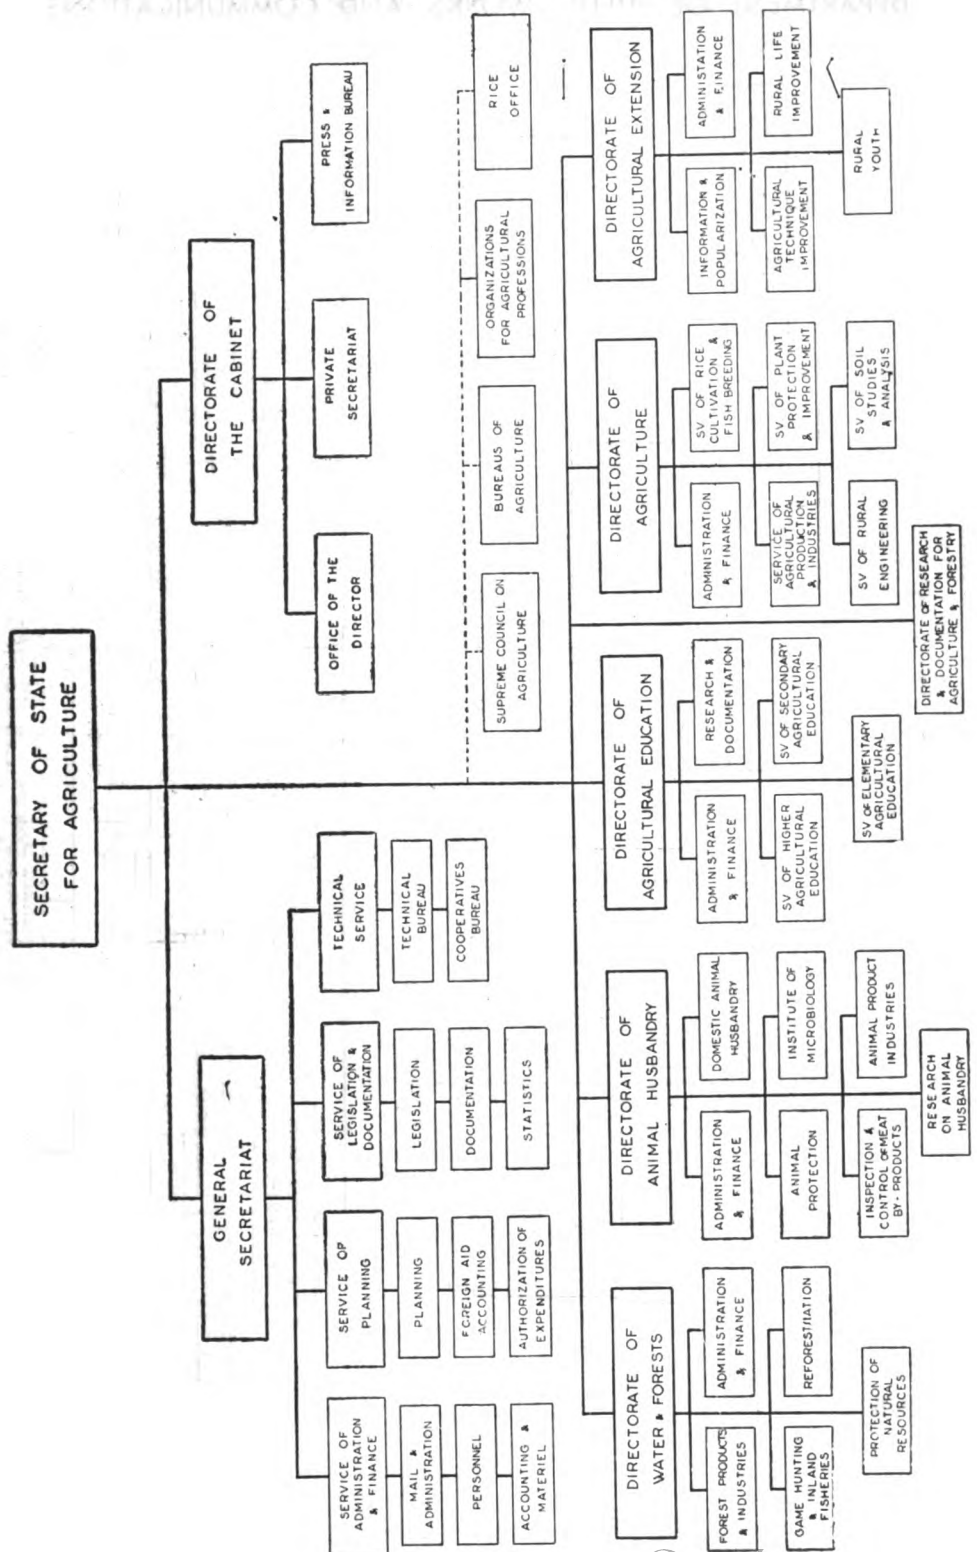 SECRETARY OF STATE
FOR AGRICULTURE
GENERAL
SECRETARIAT
DIRECTORATE OF
THE CABINET
SERVICE OF
ADMINISTRATION
& FINANCE
MAIL &
ADMINISTRATION
PERSONNEL
ACCOUNTING &
MATERIEL
SERVICE OF
PLANNING
PLANNING
FOREIGN AID
ACCOUNTING
AUTHORIZATION OF
EXPENDITURES
SERVICE OF
LEGISLATION &
DOCUMENTATION
LEGISLATION
DOCUMENTATION
STATISTICS
TECHNICAL
SERVICE
TECHNICAL
BUREAU
COOPERATIVES
BUREAU
OFFICE OF THE
DIRECTOR
PRIVATE
SECRETARIAT
PRESS &
INFORMATION BUREAU
SUPREME COUNCIL ON
AGRICULTURE
BUREAUS OF
AGRICULTURE
ORGANIZATIONS
FOR AGRICULTURAL
PROFESSIONS
RICE
OFFICE
DIRECTORATE OF
WATER & FORESTS
FOREST PRODUCTS
& INDUSTRIES
ADMINISTRATION
& FINANCE
GAME HUNTING
& INLAND
FISHERIES
REFORESTIATION
PROTECTION OF
NATURAL
RESOURCES
DIRECTORATE OF
ANIMAL HUSBANDRY
ADMINISTRATION
& FINANCE
DOMESTIC ANIMAL
HUSBANDRY
ANIMAL
PROTECTION
INSTITUTE OF
MICROBIOLOGY
INSPECTION &
CONTROL OF MEAT
BY-PRODUCTS
ANIMAL PRODUCT
INDUSTRIES
RESEARCH
ON ANIMAL
HUSBANDRY
DIRECTORATE OF
AGRICULTURAL EDUCATION
ADMINISTRATION
& FINANCE
RESEARCH &
DOCUMENTATION
SV OF HIGHER
AGRICULTURAL
EDUCATION
SV OF SECONDARY
AGRICULTURAL
EDUCATION
SV OF ELEMENTARY
AGRICULTURAL
EDUCATION
DIRECTORATE OF RESEARCH
& DOCUMENTATION FOR
AGRICULTURE & FORESTRY
DIRECTORATE OF
AGRICULTURE
ADMINISTRATION
& FINANCE
SV OF RICE
CULTIVATION &
FISH BREEDING
SERVICE OF
AGRICULTURAL
PRODUCTION
& INDUSTRIES
SV OF PLANT
PROTECTION
& IMPROVEMENT
SV OF RURAL
ENGINEERING
SV OF SOIL
STUDIES
& ANALYSIS
DIRECTORATE OF
AGRICULTURAL EXTENSION
INFORMATION &
POPULARIZATION
ADMINISTATION
& FINANCE
AGRICULTURAL
TECHNIQUE
IMPROVEMENT
RURAL LIFE
IMPROVEMENT
RURAL
YOUTH